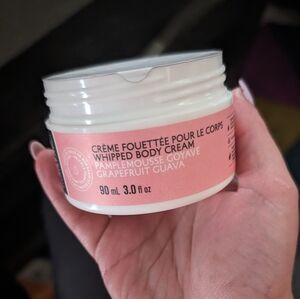 CRÈME FOUETTÉE POUR LE CORPS
WHIPPED BODY CREAM
PAMPLEMOUSSE GOYAVE
GRAPEFRUIT GUAVA
90 mL 3.0 fl oz